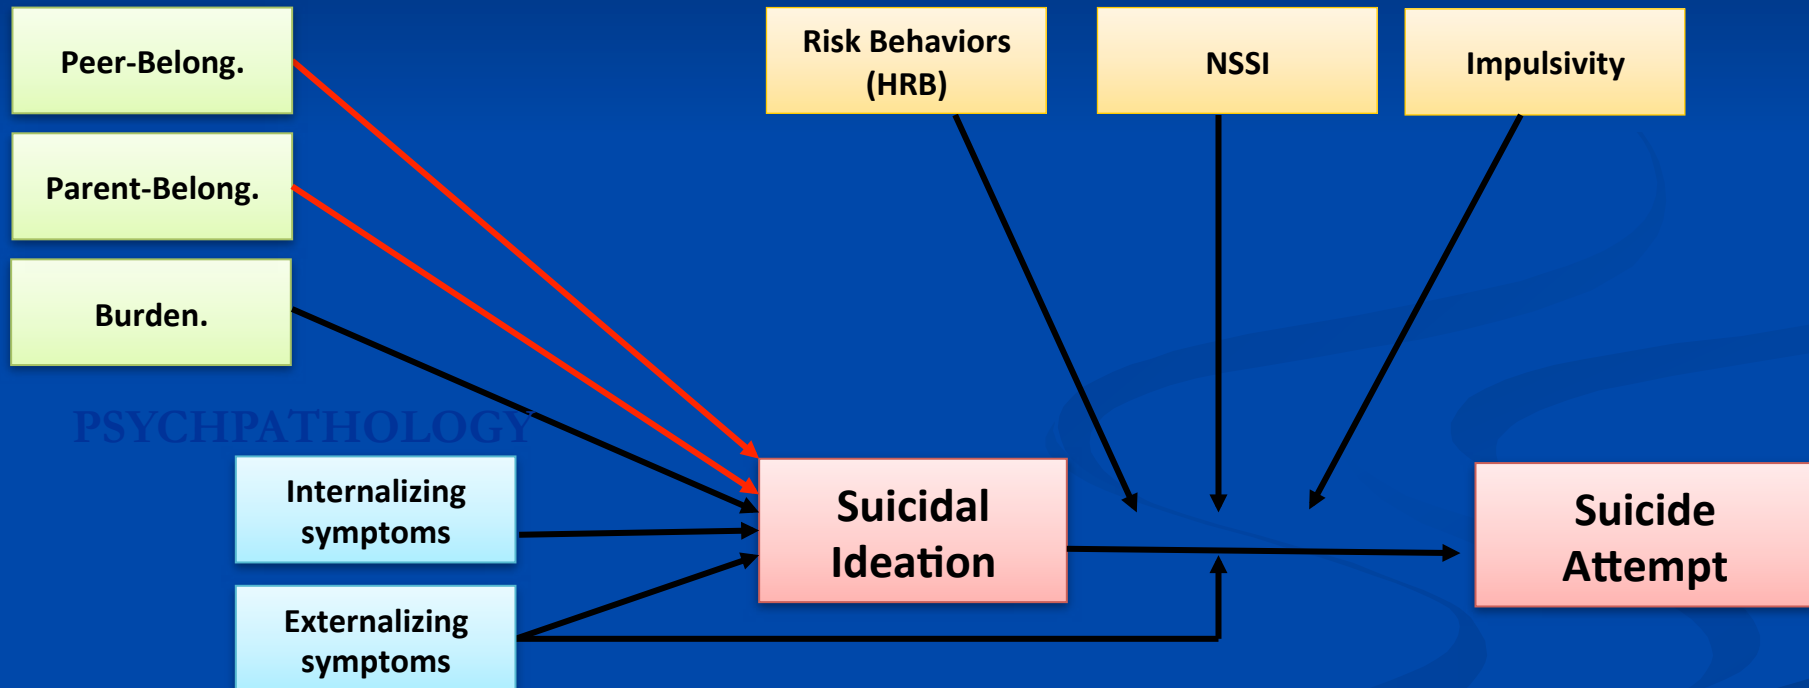 Peer-Belong.
Risk Behaviors
(HRB)
NSSI
Impulsivity
Parent-Belong.
Burden.
PSYCHPATHOLOGY
Internalizing
symptoms
Suicidal
Ideation
Suicide
Attempt
Externalizing
symptoms